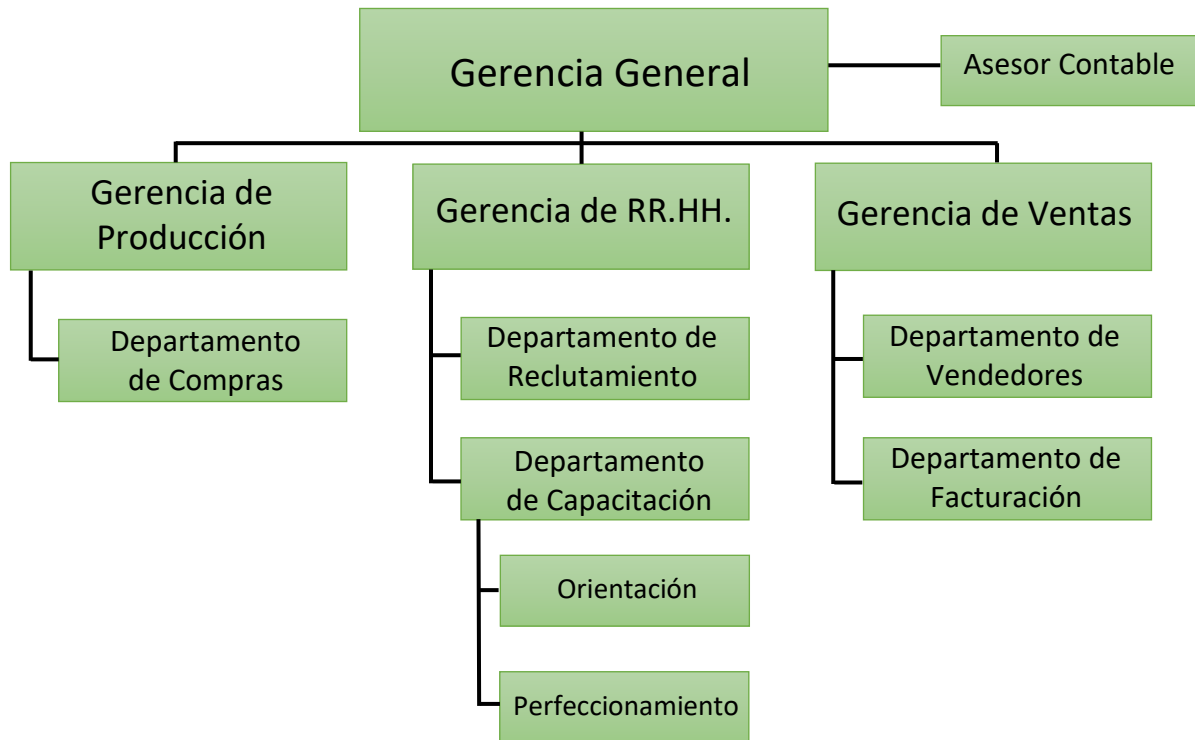 Gerencia General
Asesor Contable
Gerencia de
Producción
Gerencia de RR.HH.
Gerencia de Ventas
Departamento
de Compras
Departamento de
Reclutamiento
Departamento de
Vendedores
Departamento
de Capacitación
Departamento de
Facturación
Orientación
Perfeccionamiento